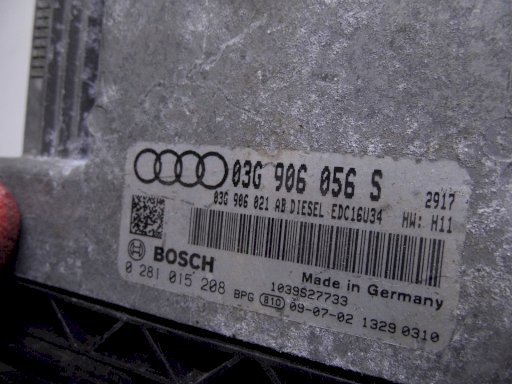 03G 906 056 S 2917
03G 906 021 AB DIESEL EDC16U34 HW: H11
BOSCH Made in Germany
0 281 015 208 1039S27733
BPG 810 09-07-02 1329 0310